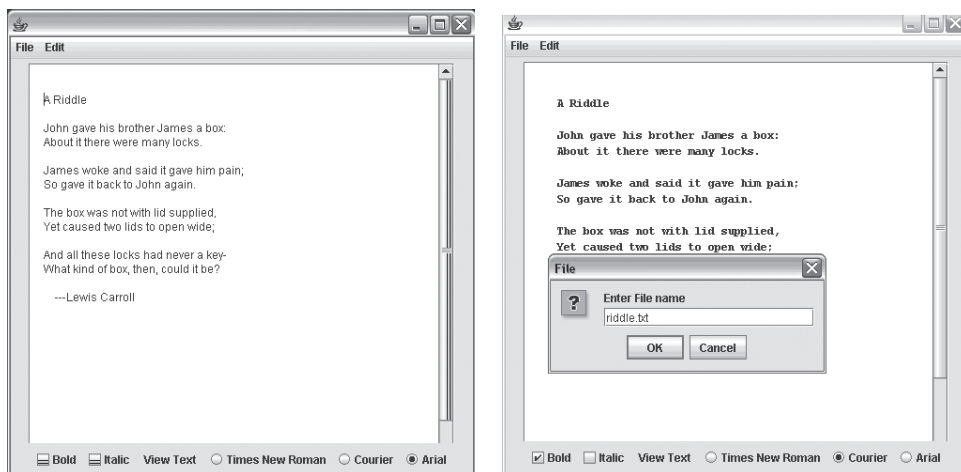 File Edit
A Riddle
John gave his brother James a box:
About it there were many locks.
James woke and said it gave him pain;
So gave it back to John again.
The box was not with lid supplied,
Yet caused two lids to open wide;
And all these locks had never a key-
What kind of box, then, could it be?
---Lewis Carroll
Bold Italic View Text Times New Roman Courier Arial
File Edit
A Riddle
John gave his brother James a box:
About it there were many locks.
James woke and said it gave him pain;
So gave it back to John again.
The box was not with lid supplied,
Yet caused two lids to open wide;
File
Enter File name
riddle.txt
OK Cancel
Bold Italic View Text Times New Roman Courier Arial